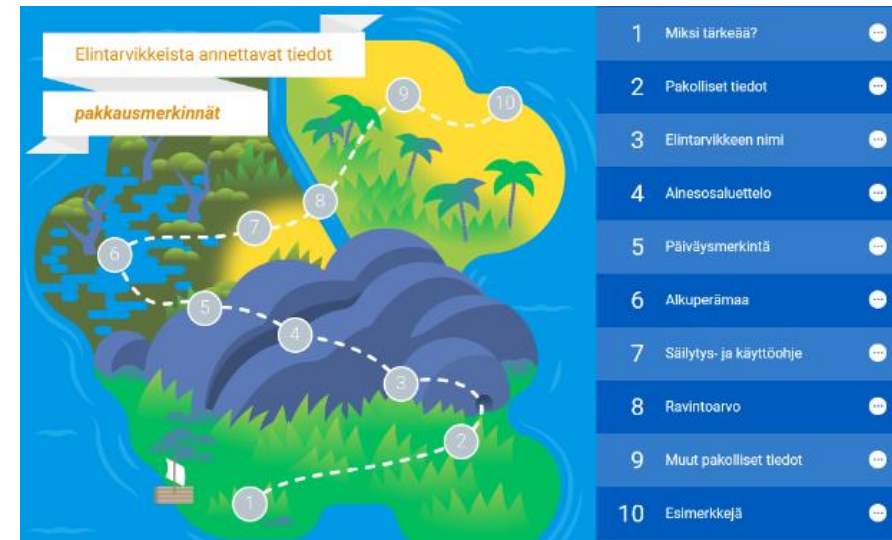 Elintarvikkeista annettavat tiedot
pakkausmerkinnät
9
10
8
7
6
5
4
3
2
1
1 Miksi tärkeää?
2 Pakolliset tiedot
3 Elintarvikkeen nimi
4 Ainesosaluettelo
5 Päiväysmerkintä
6 Alkuperämaa
7 Säilytys- ja käyttöohje
8 Ravintoarvo
9 Muut pakolliset tiedot
10 Esimerkkejä